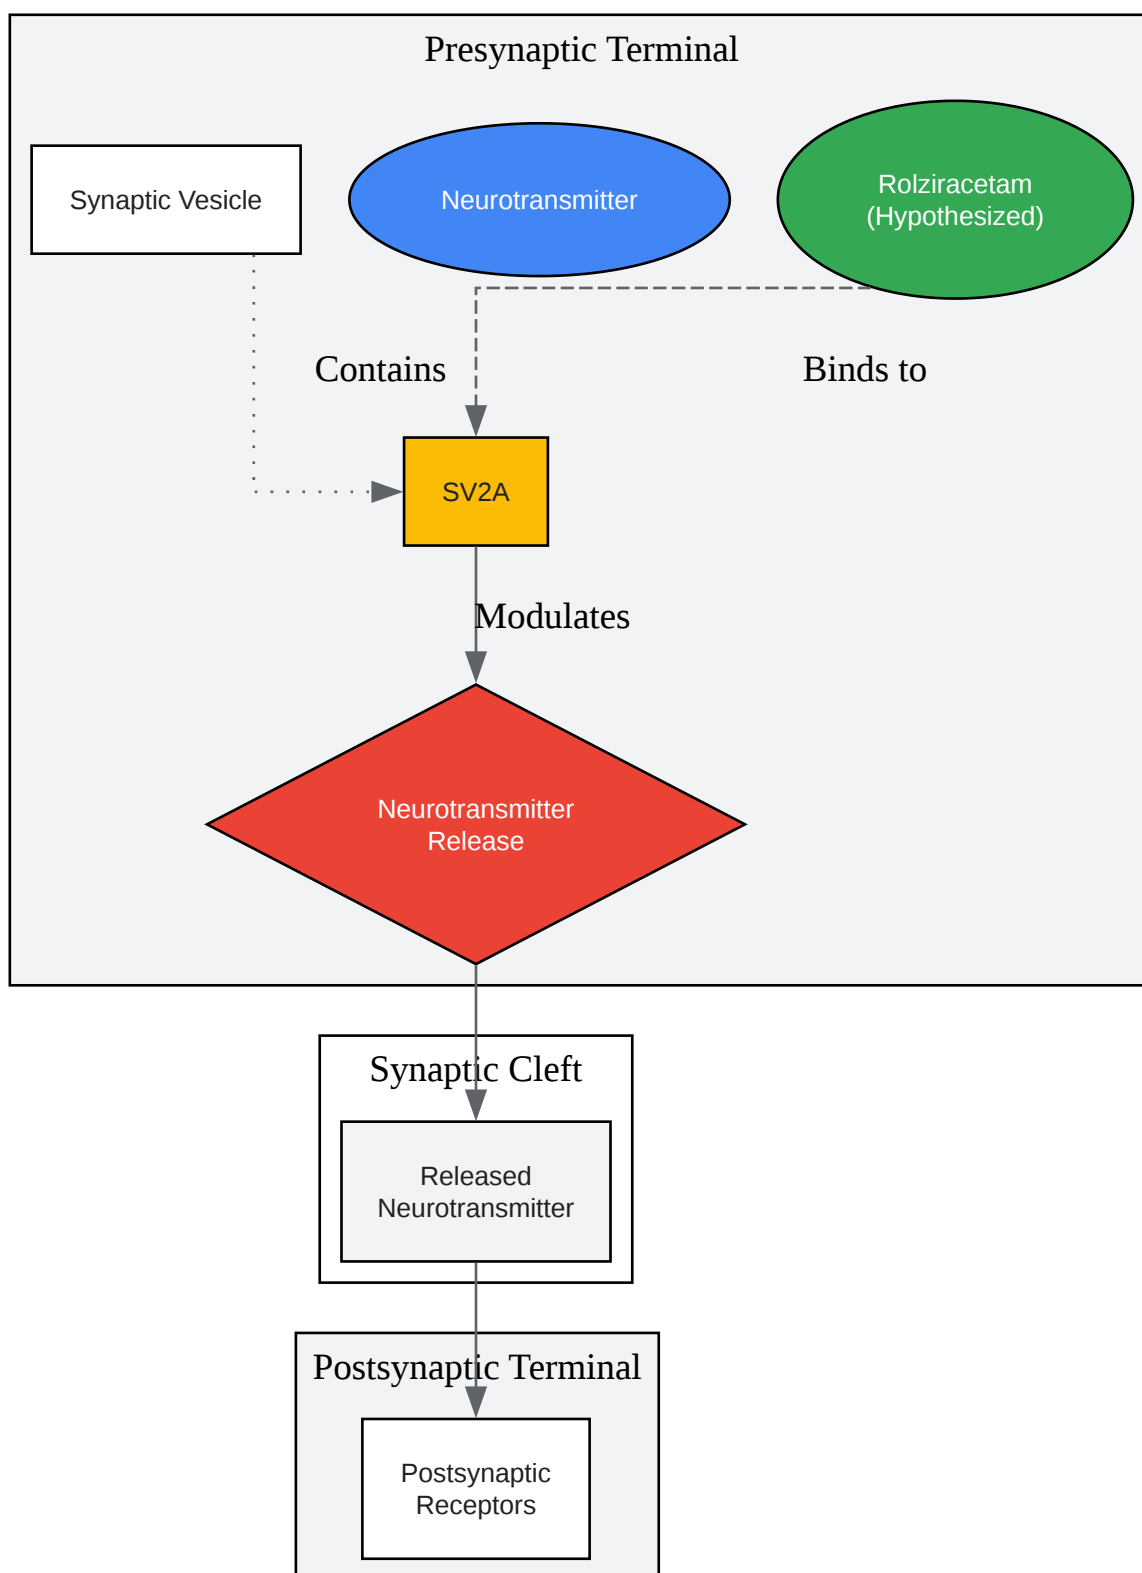 Presynaptic Terminal
Synaptic Vesicle
Neurotransmitter
Rolziracetam
(Hypothesized)
Contains
Binds to
SV2A
Modulates
Neurotransmitter
Release
Synaptic Cleft
Released
Neurotransmitter
Postsynaptic Terminal
Postsynaptic
Receptors